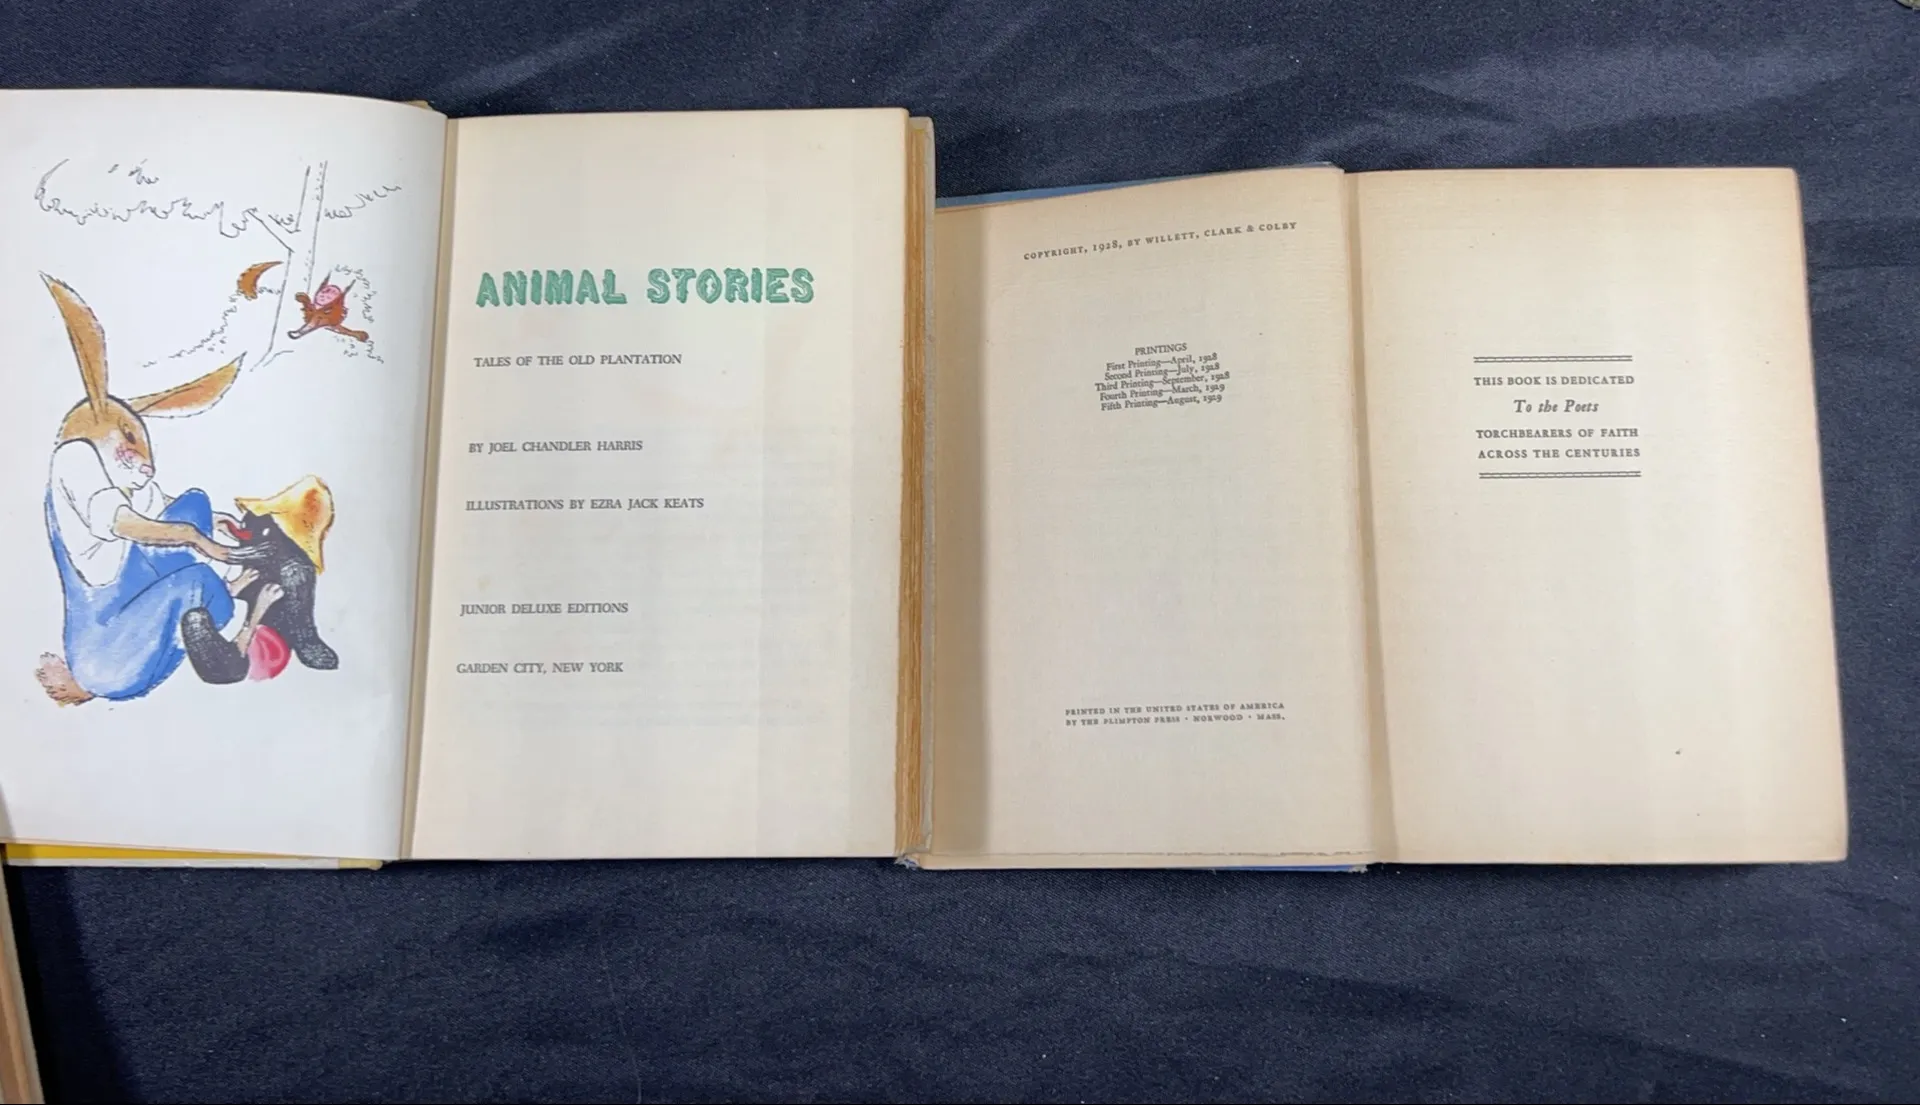 ANIMAL STORIES
TALES OF THE OLD PLANTATION
BY JOEL CHANDLER HARRIS
ILLUSTRATIONS BY EZRA JACK KEATS
JUNIOR DELUXE EDITIONS
GARDEN CITY, NEW YORK
COPYRIGHT, 1928, BY WILLETT, CLARK & COLBY
PRINTINGS
First Printing—April, 1928
Second Printing—July, 1928
Third Printing—September, 1928
Fourth Printing—March, 1929
Fifth Printing—August, 1929
PRINTED IN THE UNITED STATES OF AMERICA
BY THE PLIMPTON PRESS · NORWOOD · MASS.
THIS BOOK IS DEDICATED
To the Poets
TORCHBEARERS OF FAITH
ACROSS THE CENTURIES